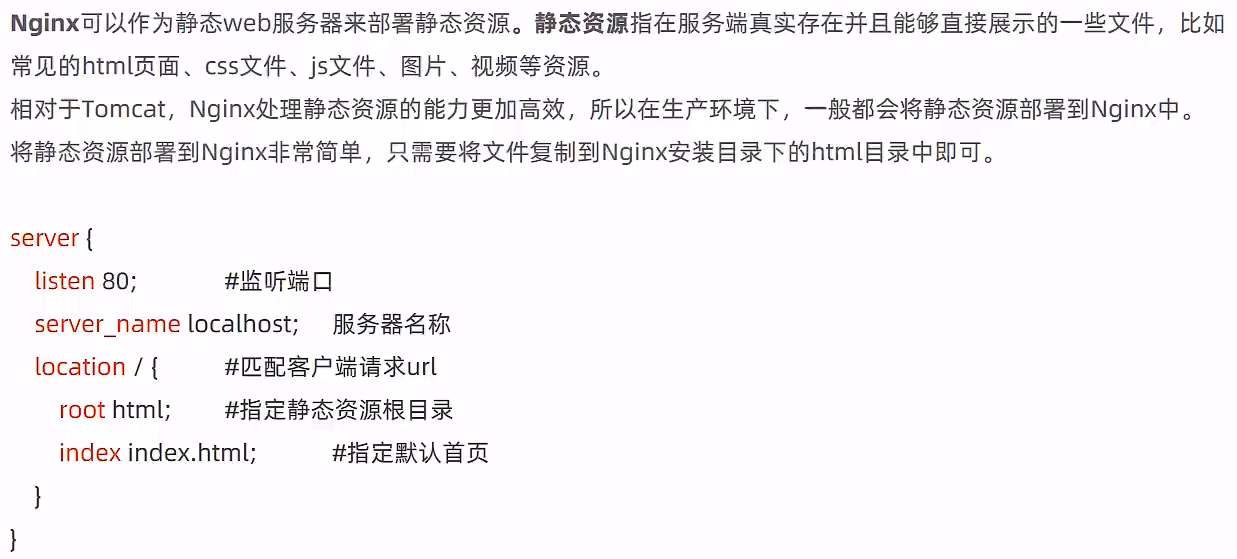 Nginx可以作为静态web服务器来部署静态资源。静态资源指在服务端真实存在并且能够直接展示的一些文件，比如
常见的html页面、css文件、js文件、图片、视频等资源。
相对于Tomcat，Nginx处理静态资源的能力更加高效，所以在生产环境下，一般都会将静态资源部署到Nginx中。
将静态资源部署到Nginx非常简单，只需要将文件复制到Nginx安装目录下的html目录中即可。
server {
listen 80; #监听端口
server_name localhost; 服务器名称
location / { #匹配客户端请求url
root html; #指定静态资源根目录
index index.html; #指定默认首页
}
}